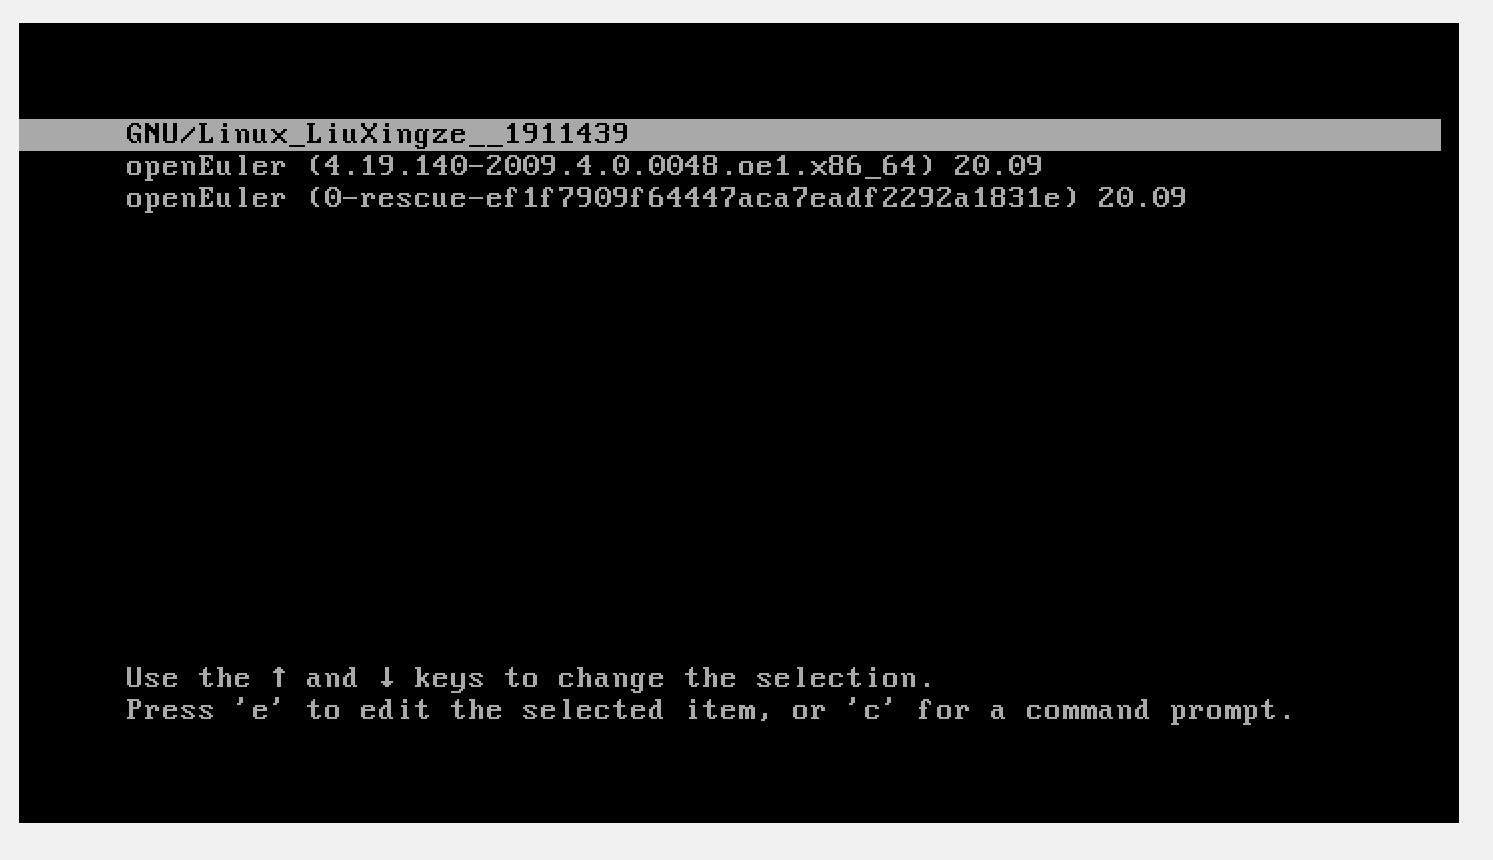 GNU/Linux_LiuXingze__1911439
openEuler (4.19.140-2009.4.0.0048.oe1.x86_64) 20.09
openEuler (0-rescue-ef1f7909f64447aca7eadf2292a1831e) 20.09
Use the ↑ and ↓ keys to change the selection.
Press 'e' to edit the selected item, or 'c' for a command prompt.